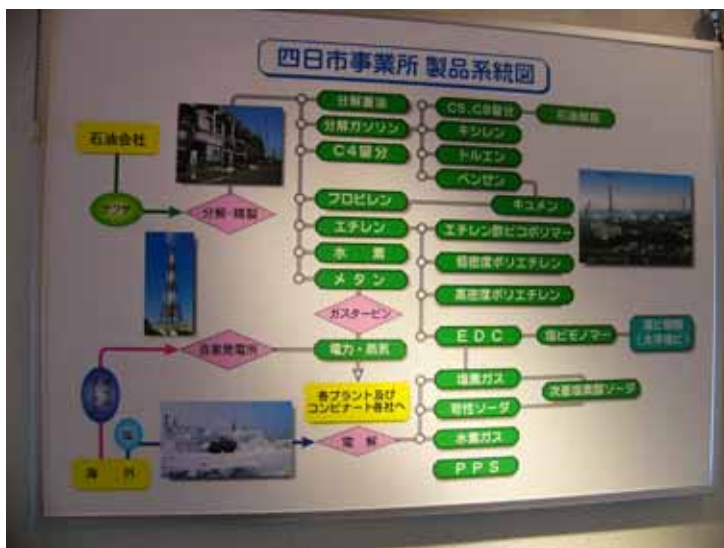 四日市事業所 製品系統図
石油会社
ナフサ
分解・精製
分解重油
分解ガソリン
C4留分
プロピレン
エチレン
水素
メタン
ガスタービン
C5、C9留分
石油樹脂
キシレン
トルエン
ベンゼン
キュメン
エチレン酢ビコポリマー
低密度ポリエチレン
高密度ポリエチレン
EDC
塩ビモノマー
自家発電所
電力・蒸気
各プラント及び
コンビナート各社へ
塩素ガス
苛性ソーダ
次亜塩素酸ソーダ
水素ガス
PPS
塩
電解
海外